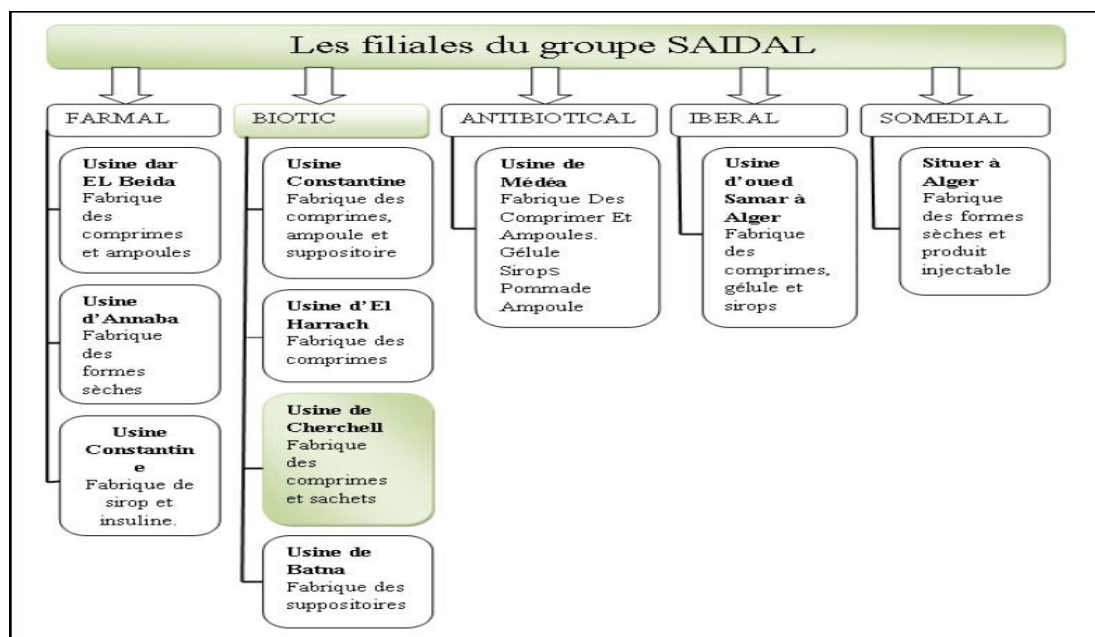 Les filiales du groupe SAIDAL
FARMAL
Usine dar
EL Beida
Fabrique
des
comprimes
et ampoules
Usine
d'Annaba
Fabrique
des
formes
sèches
Usine
Constantin
e
Fabrique de
sirop et
insuline.
BIOTIC
Usine
Constantine
Fabrique des
comprimes,
ampoule et
suppositoire
Usine d'El
Harrach
Fabrique des
comprimes
Usine de
Cherchell
Fabrique
des
comprimes
et sachets
Usine de
Batna
Fabrique des
suppositoires
ANTIBIOTICAL
Usine de
Médéa
Fabrique Des
Comprimer Et
Ampoules.
Gélule
Sirops
Pommade
Ampoule
IBERAL
Usine
d'oued
Samar à
Alger
Fabrique
des
comprimes,
gélule et
sirops
SOMEDIAL
Situer à
Alger
Fabrique
des formes
sèches et
produit
injectable